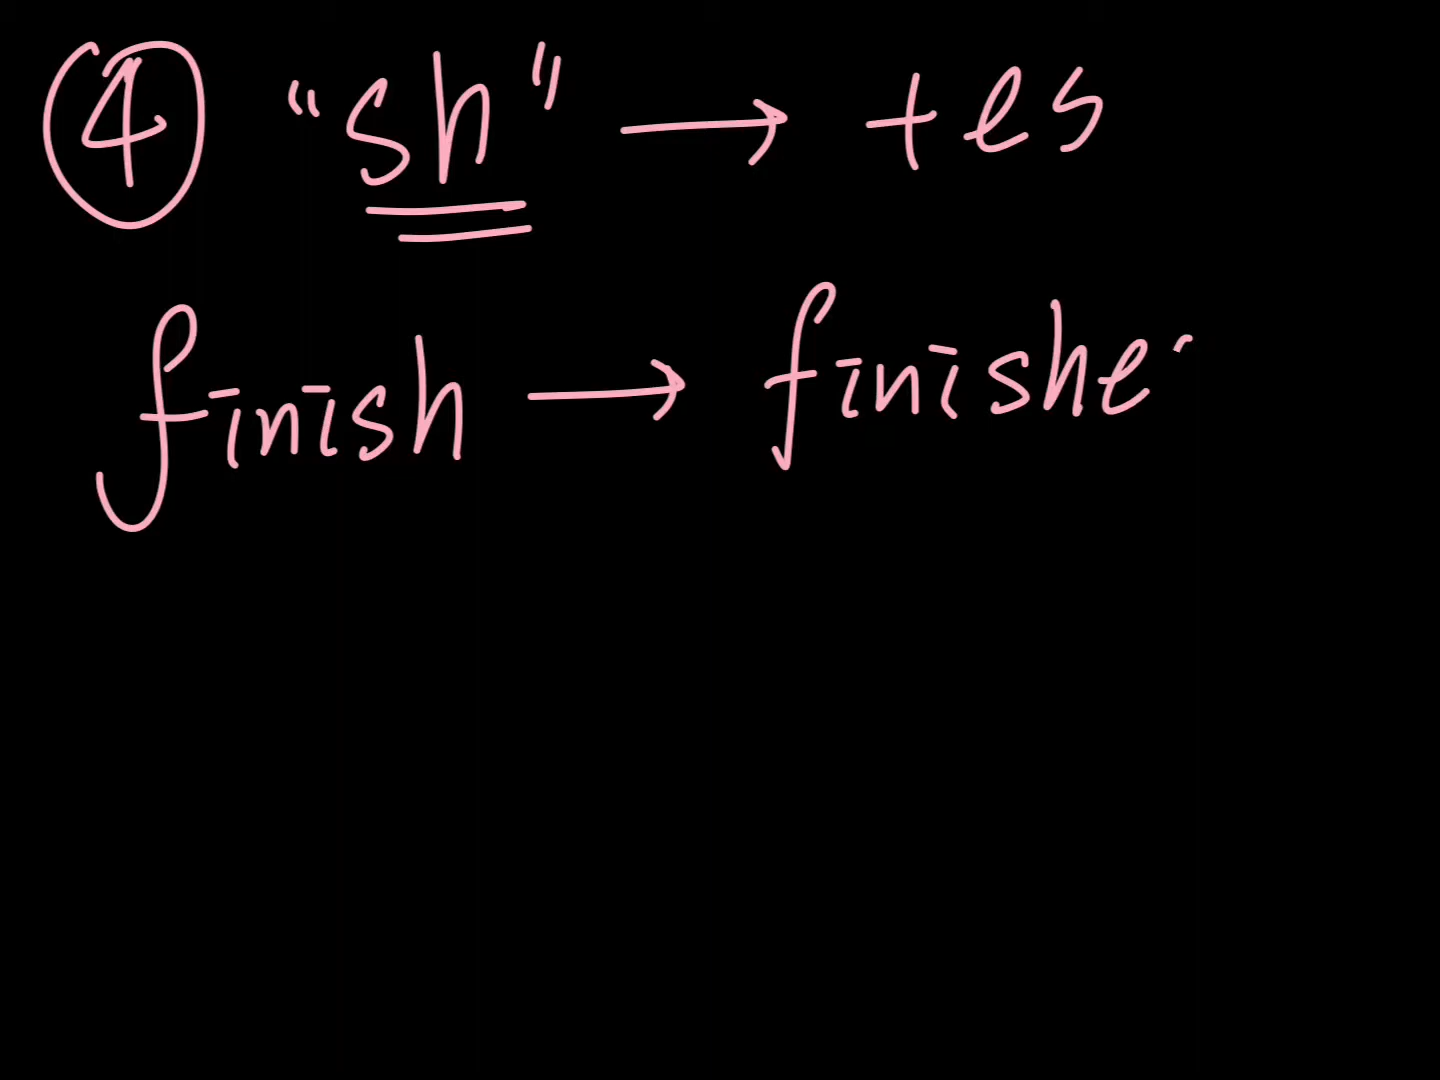 ④ "sh" → +es
finish → finishe